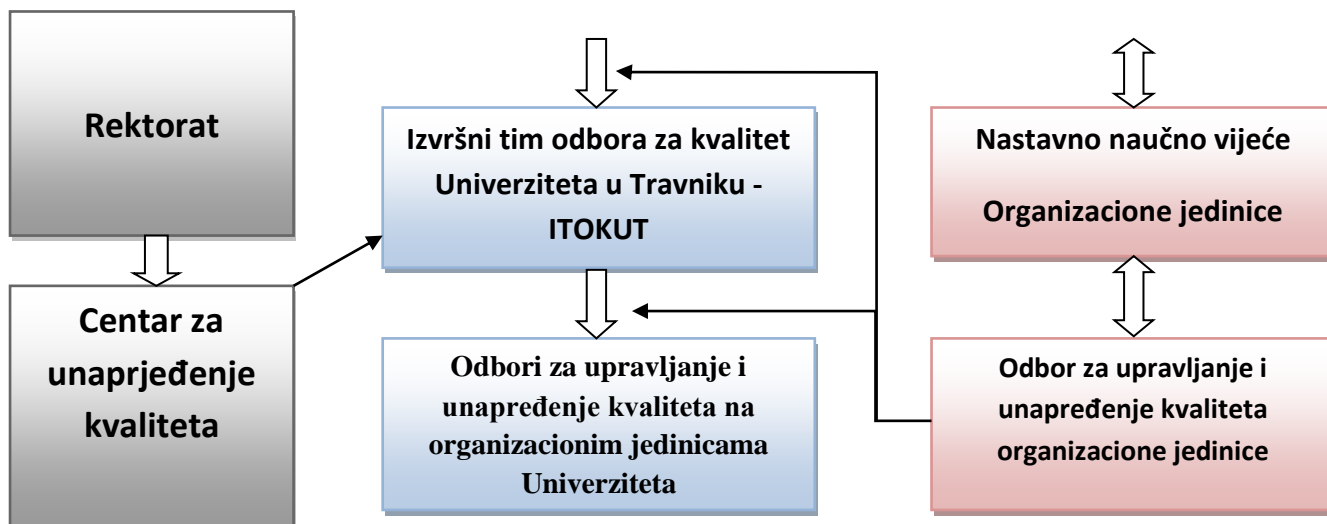 Rektorat
Centar za
unaprjeđenje
kvaliteta
Izvršni tim odbora za kvalitet
Univerziteta u Travniku -
ITOKUT
Odbori za upravljanje i
unapređenje kvaliteta na
organizacionim jedinicama
Univerziteta
Nastavno naučno vijeće
Organizacione jedinice
Odbor za upravljanje i
unapređenje kvaliteta
organizacione jedinice